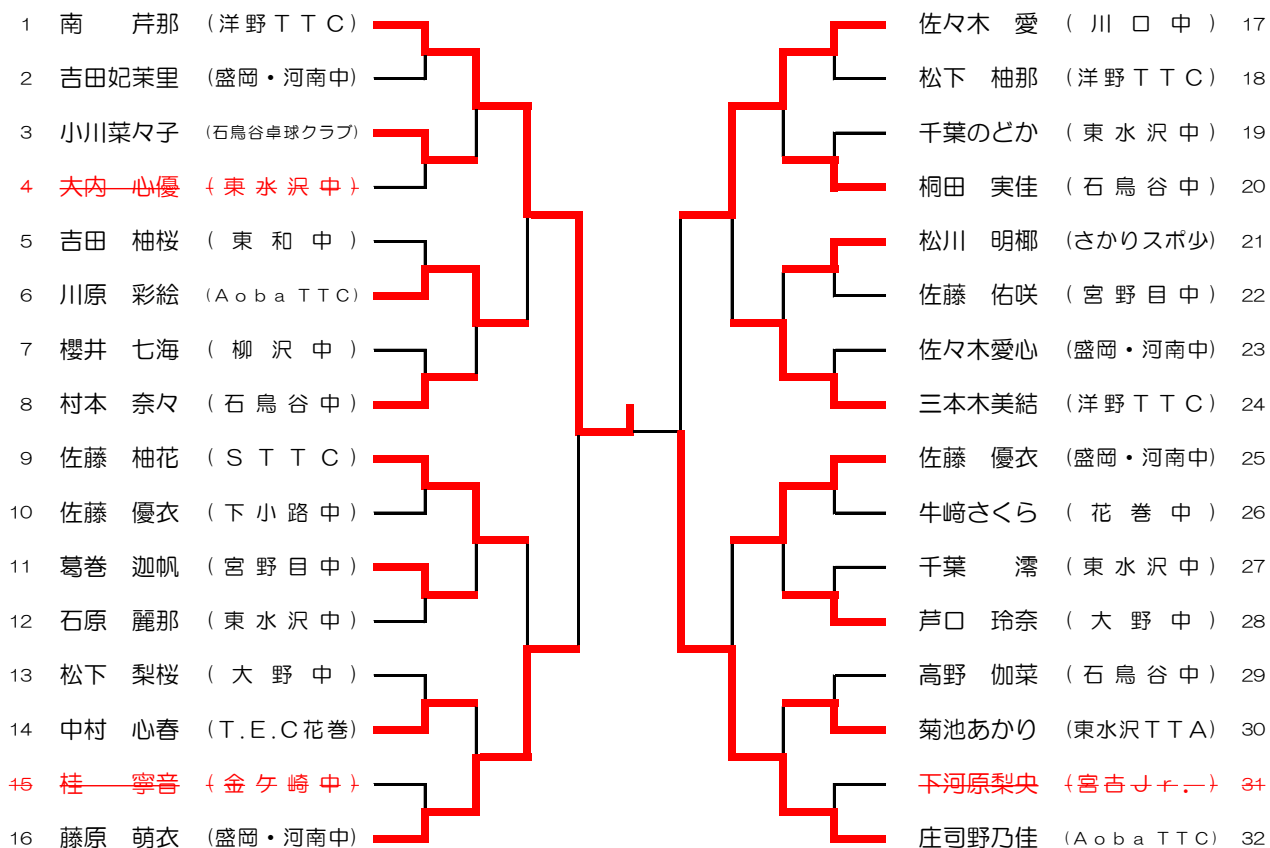 1 南 芹那 (洋野TTC)
2 吉田妃茉里 (盛岡・河南中)
3 小川菜々子 (石鳥谷卓球クラブ)
4 大内 心優 (東水沢中)
5 吉田 柚桜 (東和中)
6 川原 彩絵 (Aoba TTC)
7 櫻井 七海 (柳沢中)
8 村本 奈々 (石鳥谷中)
9 佐藤 柚花 (STTC)
10 佐藤 優衣 (下小路中)
11 葛巻 迦帆 (宮野目中)
12 石原 麗那 (東水沢中)
13 松下 梨桜 (大野中)
14 中村 心春 (T.E.C花巻)
15 桂 寧音 (金ケ崎中)
16 藤原 萌衣 (盛岡・河南中)
佐々木 愛 (川口中) 17
松下 柚那 (洋野TTC) 18
千葉のどか (東水沢中) 19
桐田 実佳 (石鳥谷中) 20
松川 明椰 (さかりスポ少) 21
佐藤 佑咲 (宮野目中) 22
佐々木愛心 (盛岡・河南中) 23
三本木美結 (洋野TTC) 24
佐藤 優衣 (盛岡・河南中) 25
牛﨑さくら (花巻中) 26
千葉 澪 (東水沢中) 27
芦口 玲奈 (大野中) 28
高野 伽菜 (石鳥谷中) 29
菊池あかり (東水沢TTA) 30
下河原梨央 (宮古Jr.) 31
庄司野乃佳 (Aoba TTC) 32